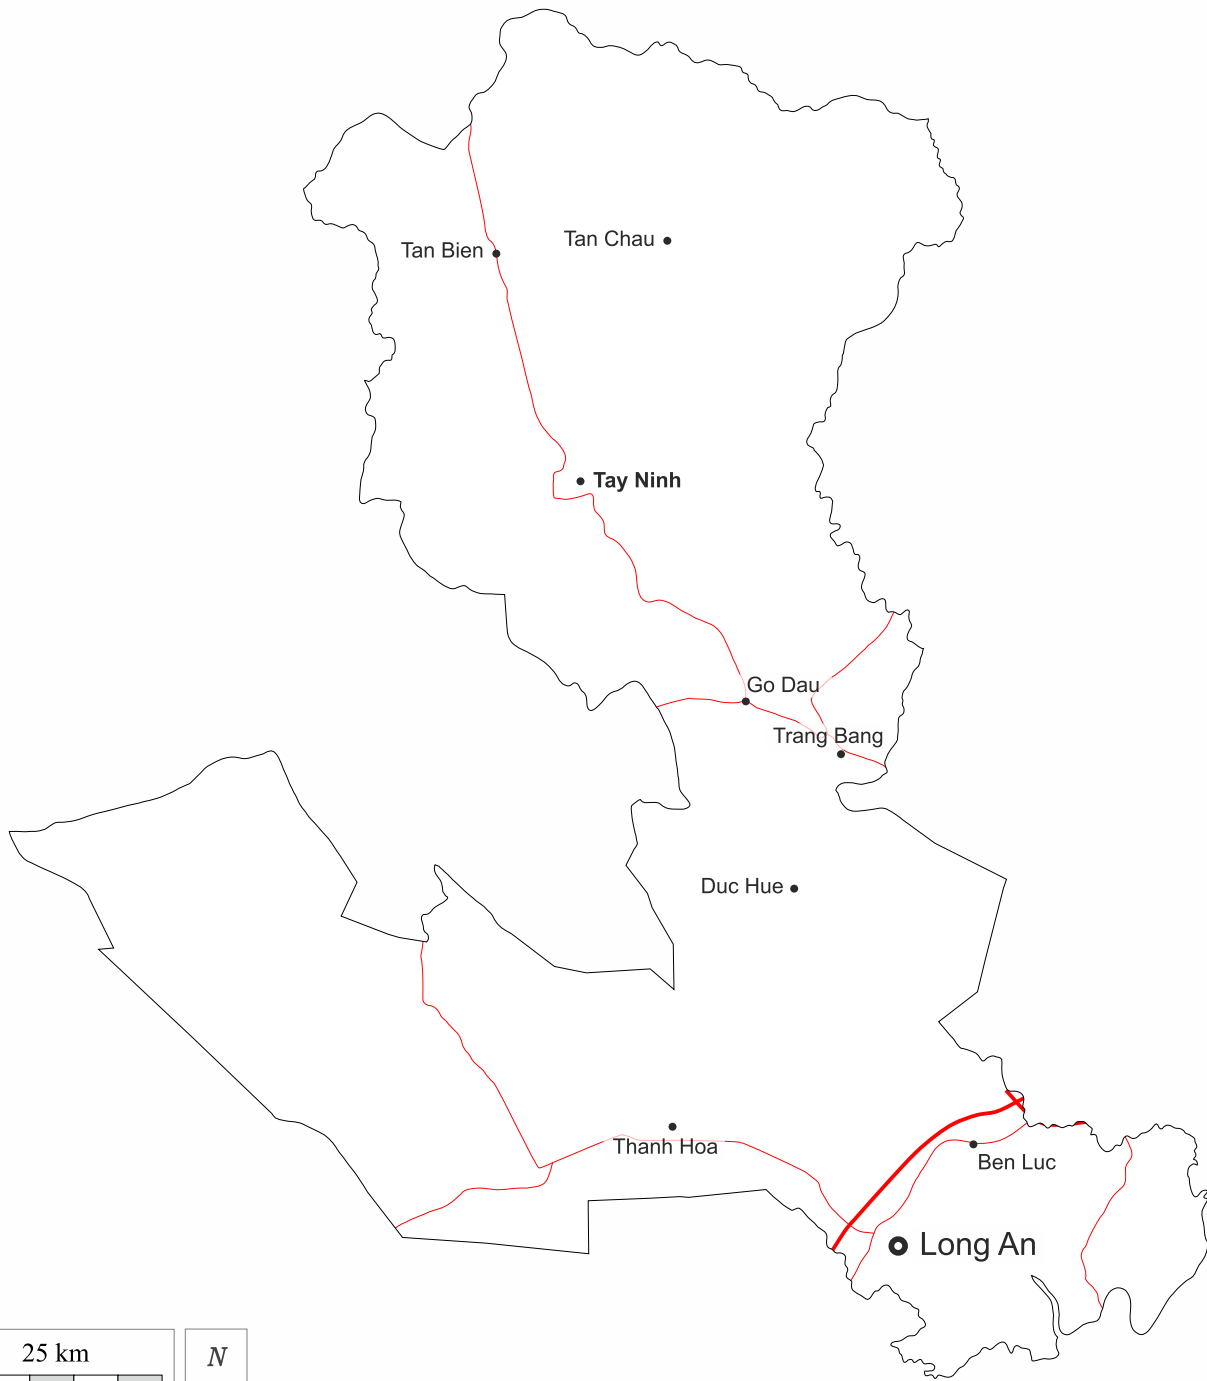 Tan Chau
Tan Bien
Tay Ninh
Go Dau
Trang Bang
Duc Hue
Thanh Hoa
Ben Luc
Long An
25 km
N